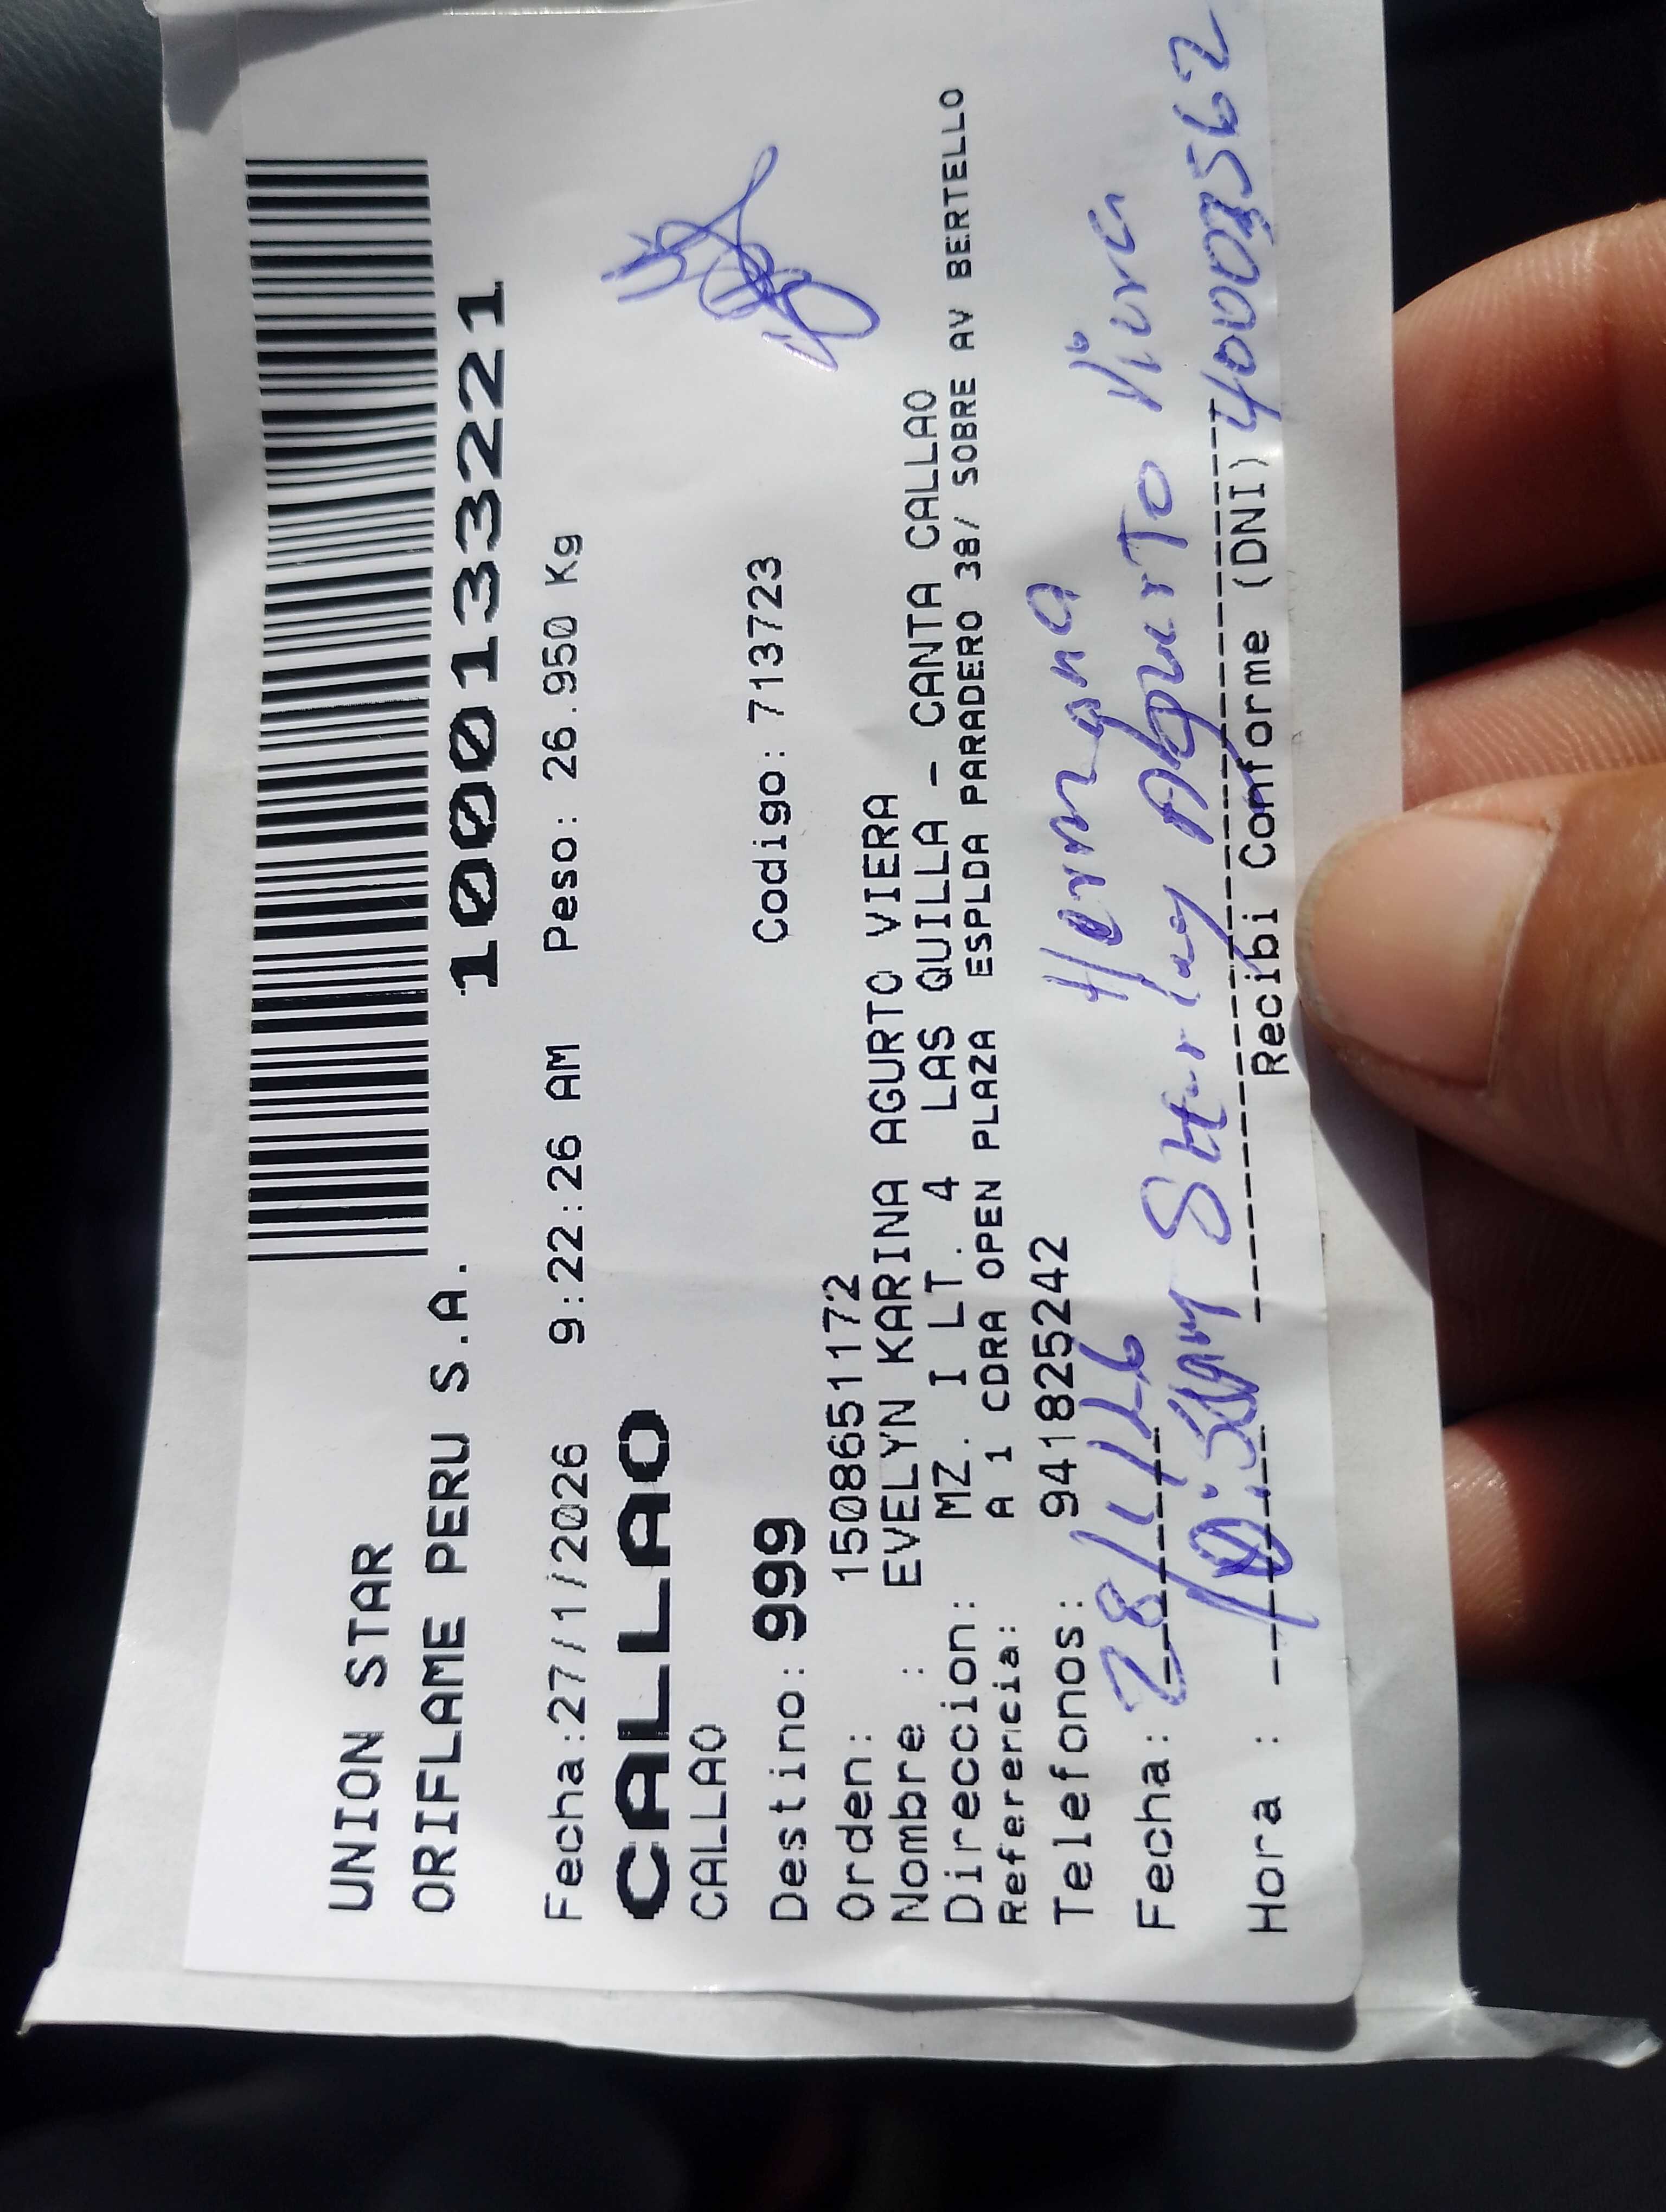 UNION STAR
ORIFLAME PERU S.A.
1000133221
Fecha:27/1/2026 9:22:26 AM Peso: 26.950 Kg
CALLAO
CALLAO
Destino: 999 Codigo: 713723
Orden: 1508651172
Nombre : EVELYN KARINA AGURTO VIERA
Direccion: MZ. I LT. 4 LAS QUILLA - CANTA CALLAO
Referencia: A 1 CDRA OPEN PLAZA ESPLDA PARADERO 38/ SOBRE AV BERTELLO
Telefonos: 941825242
Hermana
Fecha: 28/1/26
Agurto Viera
Hora :
Recibi Conforme (DNI)